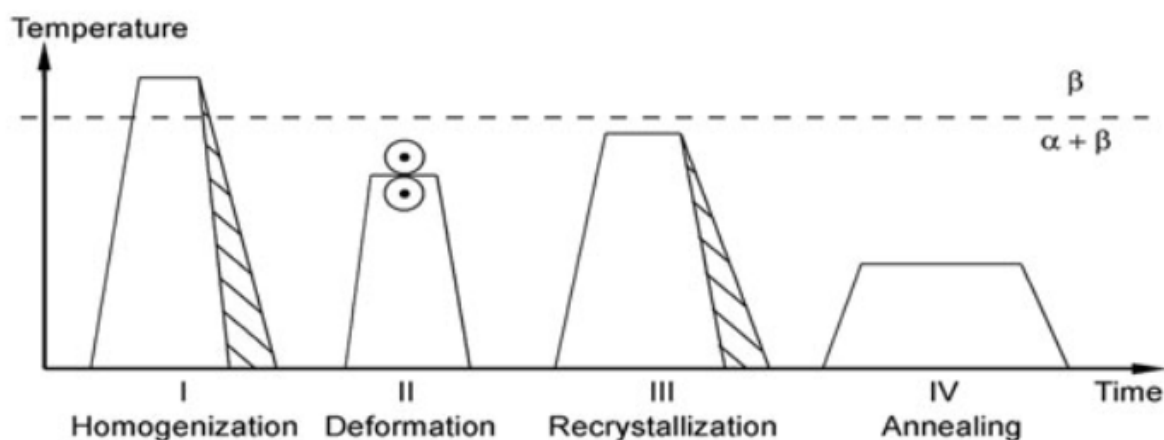 Temperature
β
α + β
I II III IV Time
Homogenization Deformation Recrystallization Annealing